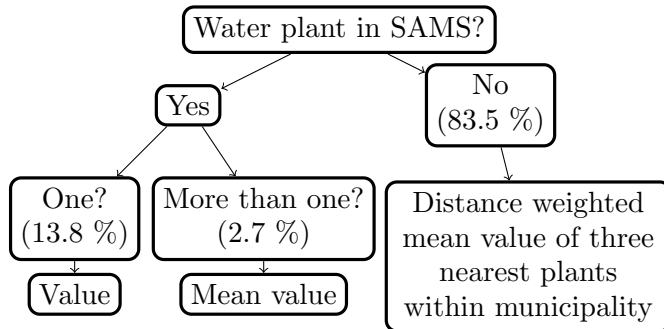 Water plant in SAMS?
Yes
No
(83.5 %)
One?
(13.8 %)
More than one?
(2.7 %)
Distance weighted
mean value of three
nearest plants
within municipality
Value
Mean value